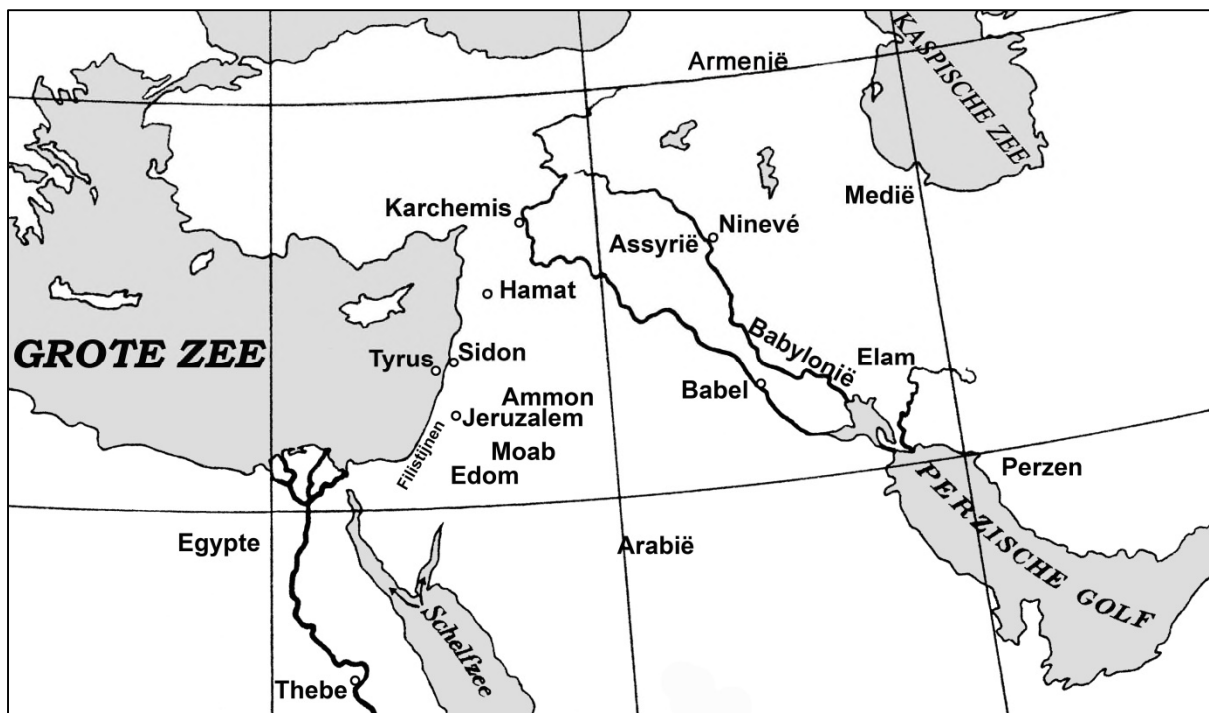 KASPISCHE ZEE
Armenië
Medië
Karchemis
Ninevé
Assyrië
Hamat
GROTE ZEE
Tyrus
Sidon
Babylonië
Elam
Babel
Ammon
Jeruzalem
Filistijnen
Moab
Edom
Perzen
PERZISCHE GOLF
Egypte
Arabië
Schelfzee
Thebe